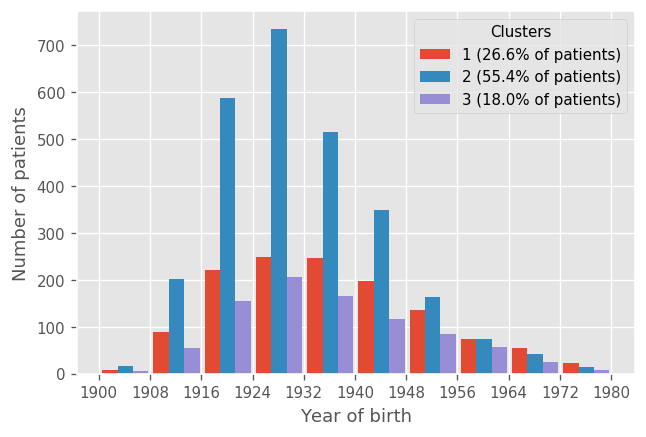 Clusters
1 (26.6% of patients)
2 (55.4% of patients)
3 (18.0% of patients)
Number of patients
700
600
500
400
300
200
100
0
1900 1908 1916 1924 1932 1940 1948 1956 1964 1972 1980
Year of birth